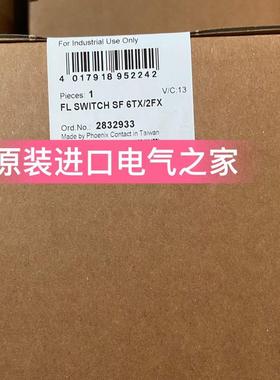 For Industrial Use Only
4 017918 952242
V/C:13
Pieces: 1
FL SWITCH SF 6TX/2FX
Ord.No.: 2832933
Made by Phoenix Contact in Taiwan
原装进口电气之家